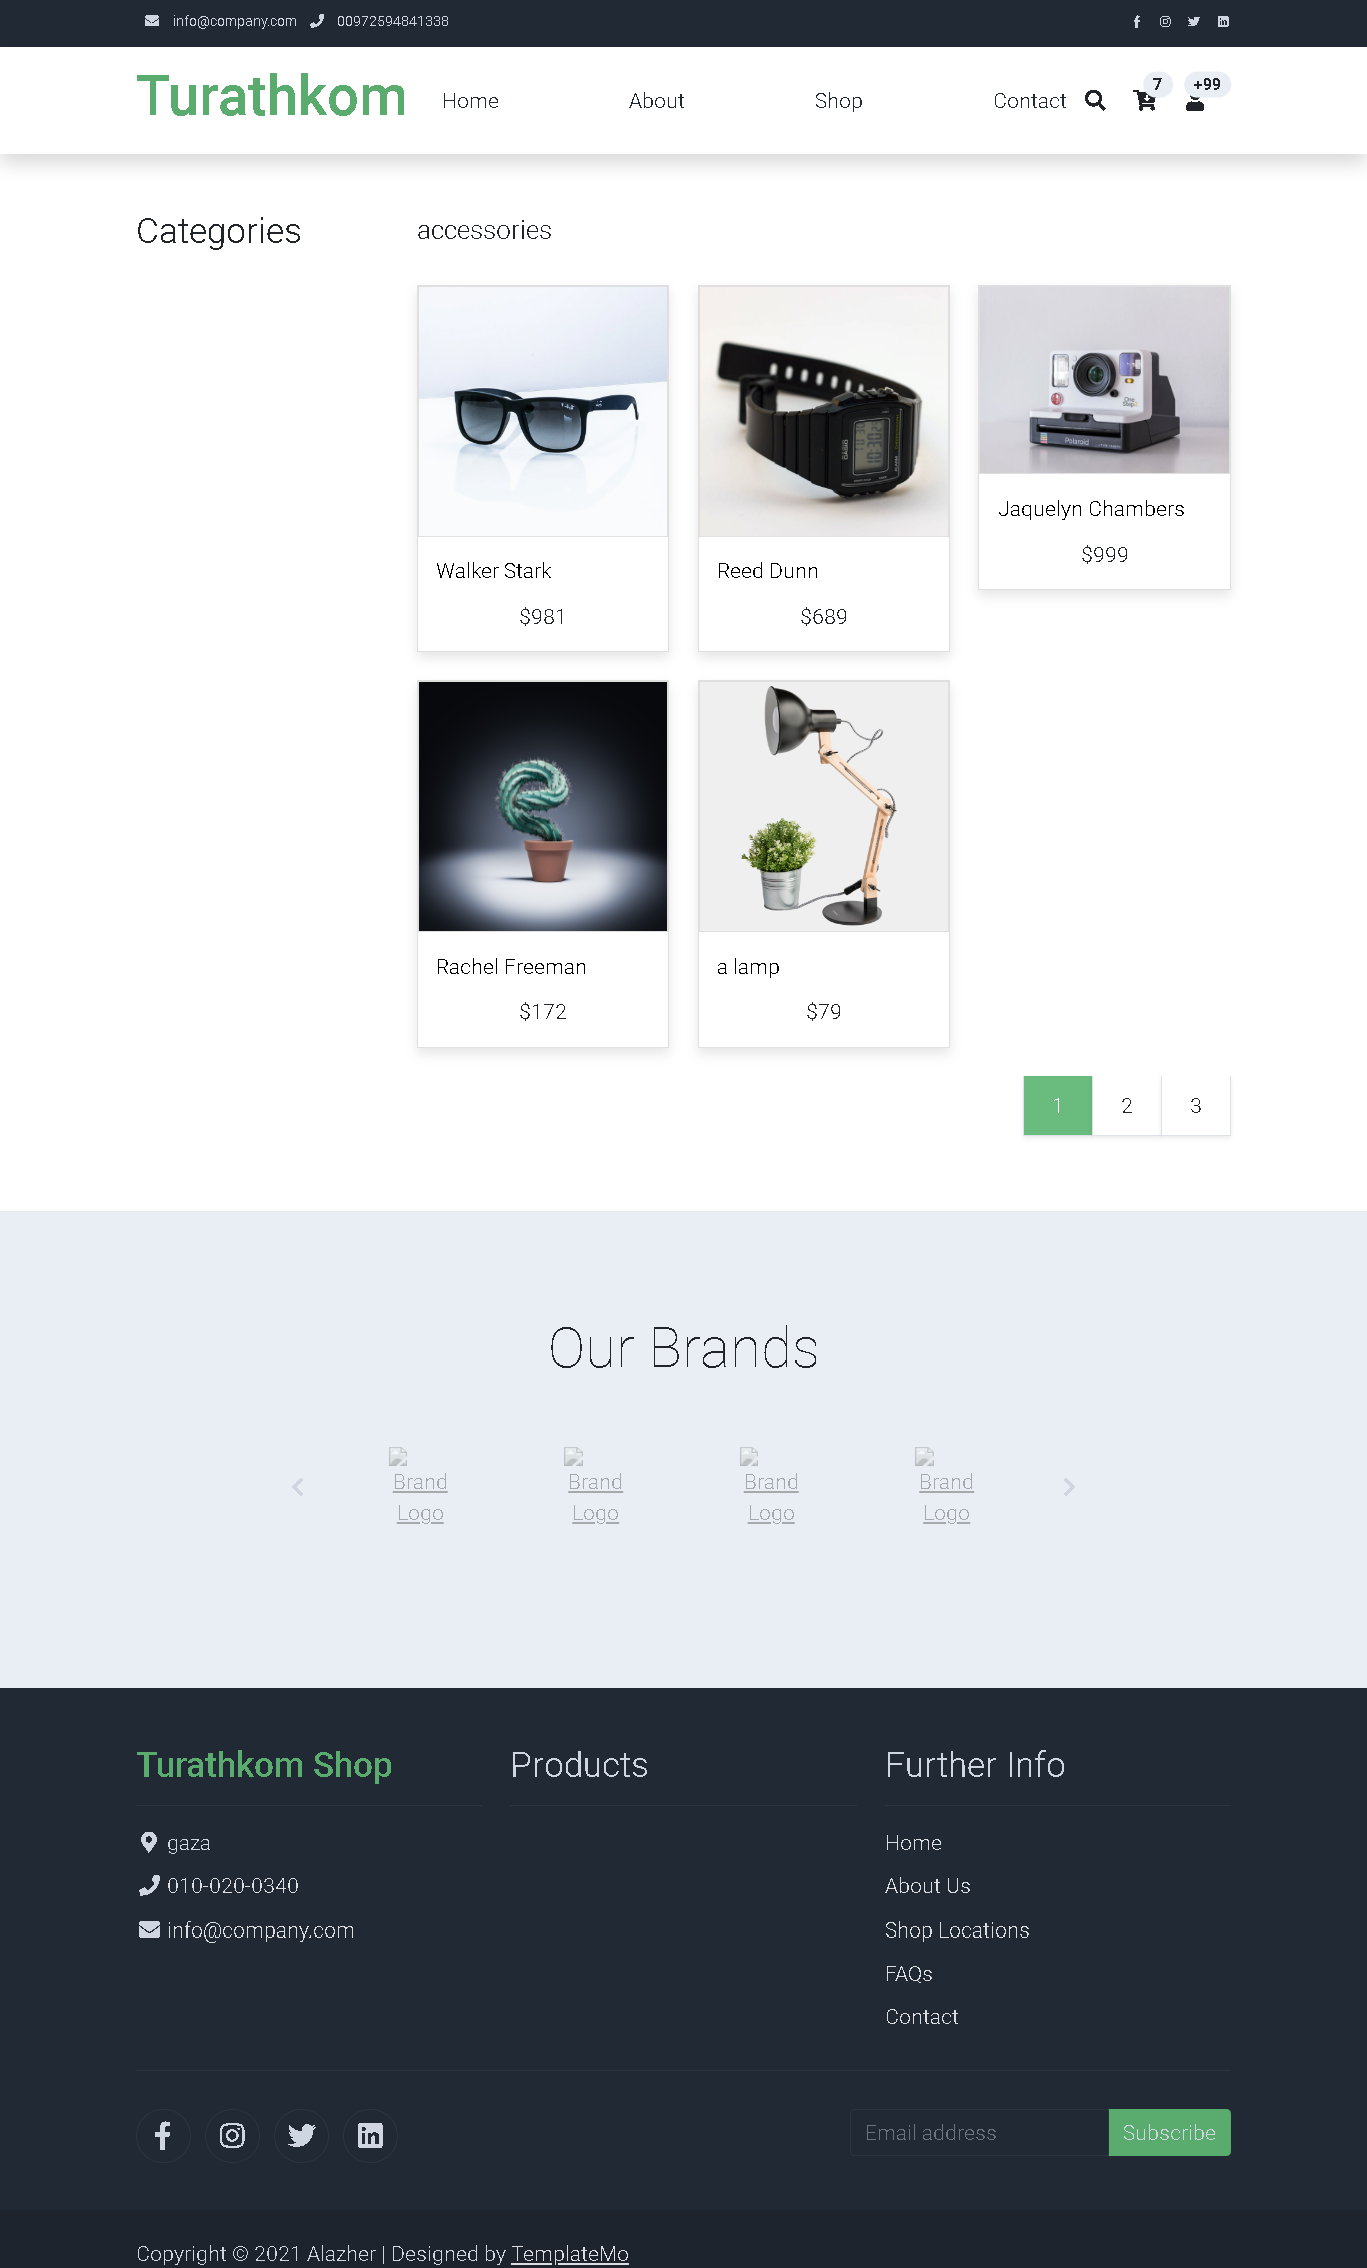 info@company.com 00972594841338
Turathkom Home About Shop Contact 7 +99
Categories
accessories
Walker Stark
$981
Reed Dunn
$689
Polaroid
Jaquelyn Chambers
$999
Rachel Freeman
$172
a lamp
$79
1 2 3
Our Brands
Brand Logo
Brand Logo
Brand Logo
Brand Logo
Turathkom Shop
gaza
010-020-0340
info@company.com
Products
Further Info
Home
About Us
Shop Locations
FAQs
Contact
Email address Subscribe
Copyright © 2021 Alazher | Designed by TemplateMo